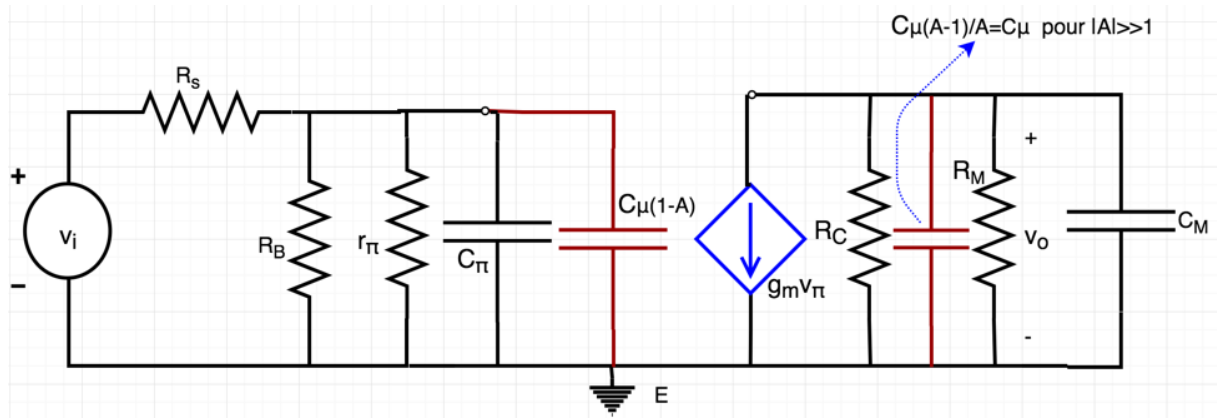 Cμ(A-1)/A=Cμ pour |A|>>1
Rs
+
vi
−
RB
rπ
Cπ
Cμ(1-A)
gmvπ
RC
RM
+
vo
-
CM
E